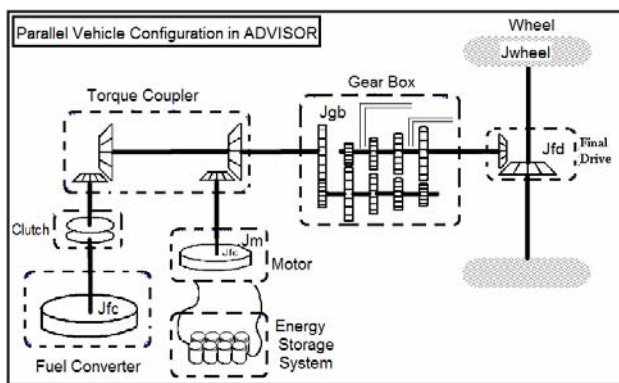 Parallel Vehicle Configuration in ADVISOR
Wheel
Jwheel
Gear Box
Torque Coupler
Jgb
Jfd
Final
Drive
Clutch
Jm
Jfc
Motor
Jfc
Energy
Storage
System
Fuel Converter